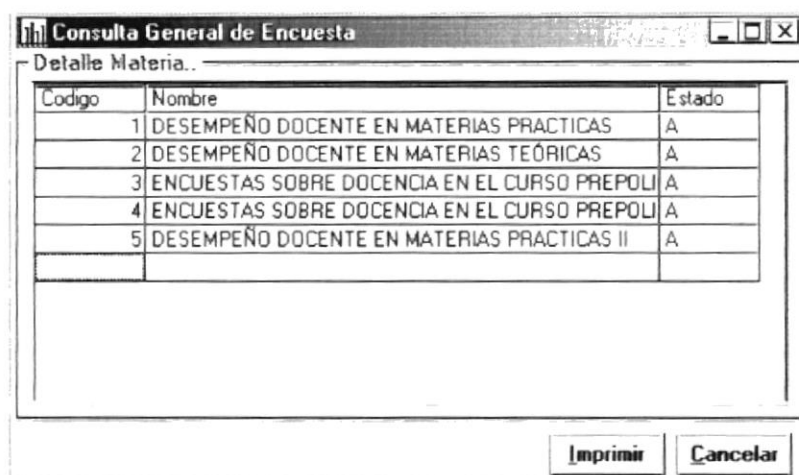 Consulta General de Encuesta
Detalle Materia..
Codigo Nombre Estado
1 DESEMPEÑO DOCENTE EN MATERIAS PRACTICAS A
2 DESEMPEÑO DOCENTE EN MATERIAS TEÓRICAS A
3 ENCUESTAS SOBRE DOCENCIA EN EL CURSO PREPOLI A
4 ENCUESTAS SOBRE DOCENCIA EN EL CURSO PREPOLI A
5 DESEMPEÑO DOCENTE EN MATERIAS PRACTICAS II A
Imprimir Cancelar